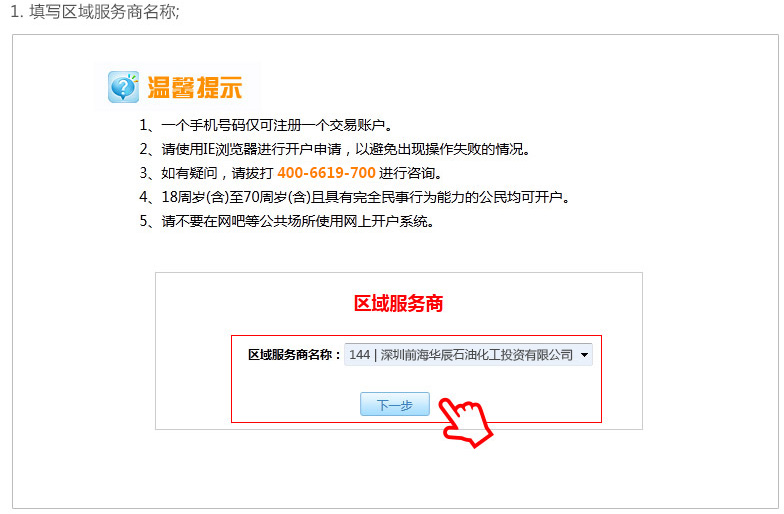 1. 填写区域服务商名称;
温馨提示
1、一个手机号码仅可注册一个交易账户。
2、请使用IE浏览器进行开户申请，以避免出现操作失败的情况。
3、如有疑问，请拔打 400-6619-700 进行咨询。
4、18周岁(含)至70周岁(含)且具有完全民事行为能力的公民均可开户。
5、请不要在网吧等公共场所使用网上开户系统。
区域服务商
区域服务商名称：144 | 深圳前海华辰石油化工投资有限公司
下一步